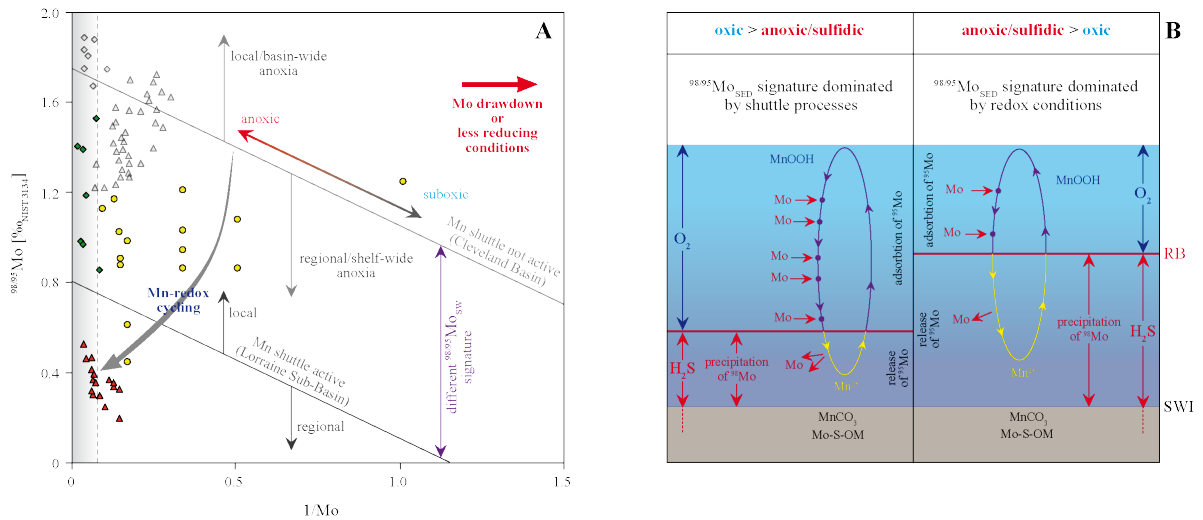 A
2.0
1.6
1.2
0.8
0.4
0
0
0.5
1.0
1.5
1/Mo
98/95Mo [‰NIST 3134]
local/basin-wide
anoxia
Mo drawdown
or
less reducing
conditions
anoxic
suboxic
Mn shuttle not active
(Cleveland Basin)
regional/shelf-wide
anoxia
Mn-redox
cycling
local
different 98/95MoSW
signature
Mn shuttle active
(Lorraine Sub-Basin)
regional
B
oxic > anoxic/sulfidic
anoxic/sulfidic > oxic
98/95MoSED signature dominated
by shuttle processes
98/95MoSED signature dominated
by redox conditions
MnOOH
Mo
Mo
Mo
Mo
Mo
O2
adsorbtion of 95Mo
H2S
precipitation
of 98Mo
Mo
release
of 95Mo
Mn2+
MnCO3
Mo-S-OM
MnOOH
Mo
Mo
adsorbtion of 95Mo
O2
RB
Mo
release
of 95Mo
precipitation
of 98Mo
H2S
Mn2+
SWI
MnCO3
Mo-S-OM